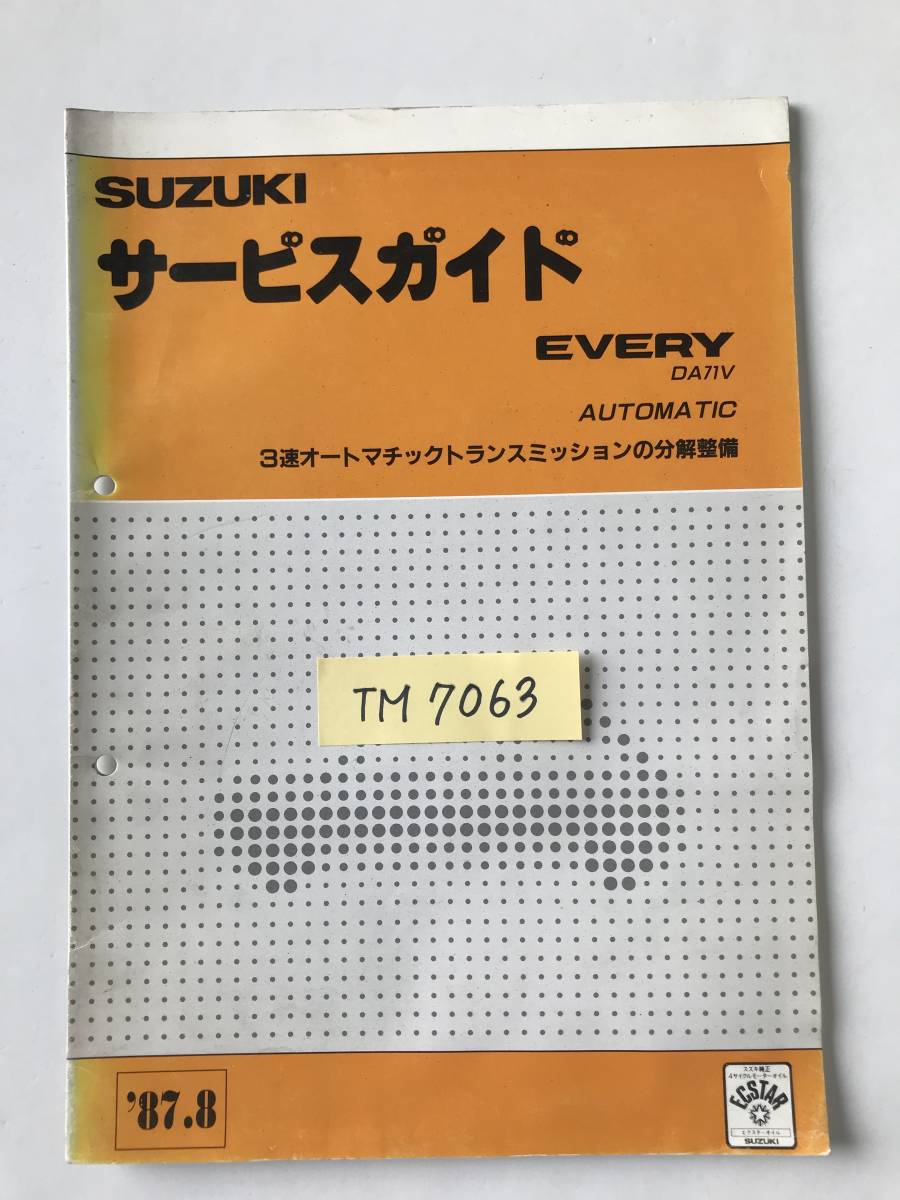 SUZUKI
サービスガイド
EVERY
DA71V
AUTOMATIC
3速オートマチックトランスミッションの分解整備
TM 7063
'87.8
スズキ純正
4サイクルモーターオイル
ECSTAR
エクスターオイル
SUZUKI